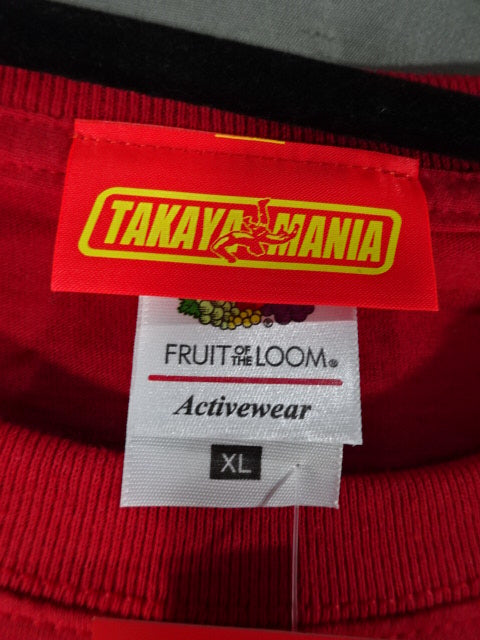 TAKAYA MANIA
FRUIT OF THE LOOM®
Activewear
XL